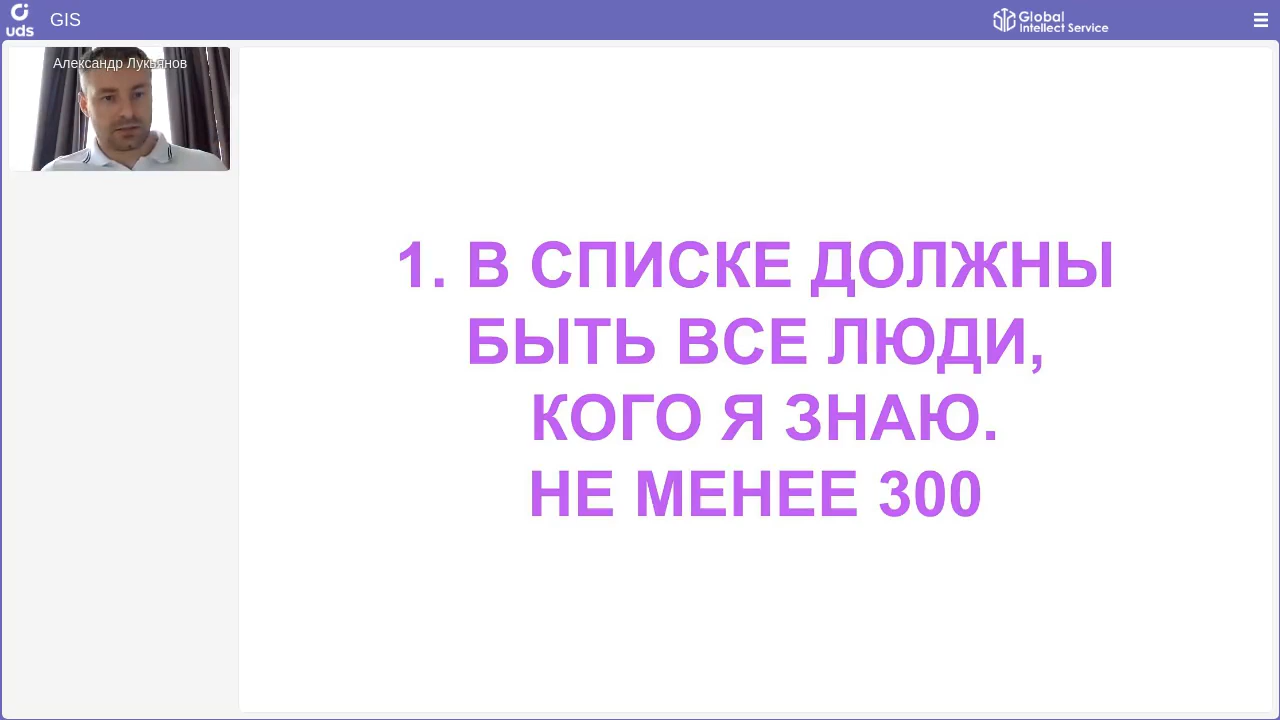 uds
GIS
Global
Intellect Service
Александр Лукьянов
1. В СПИСКЕ ДОЛЖНЫ
БЫТЬ ВСЕ ЛЮДИ,
КОГО Я ЗНАЮ.
НЕ МЕНЕЕ 300